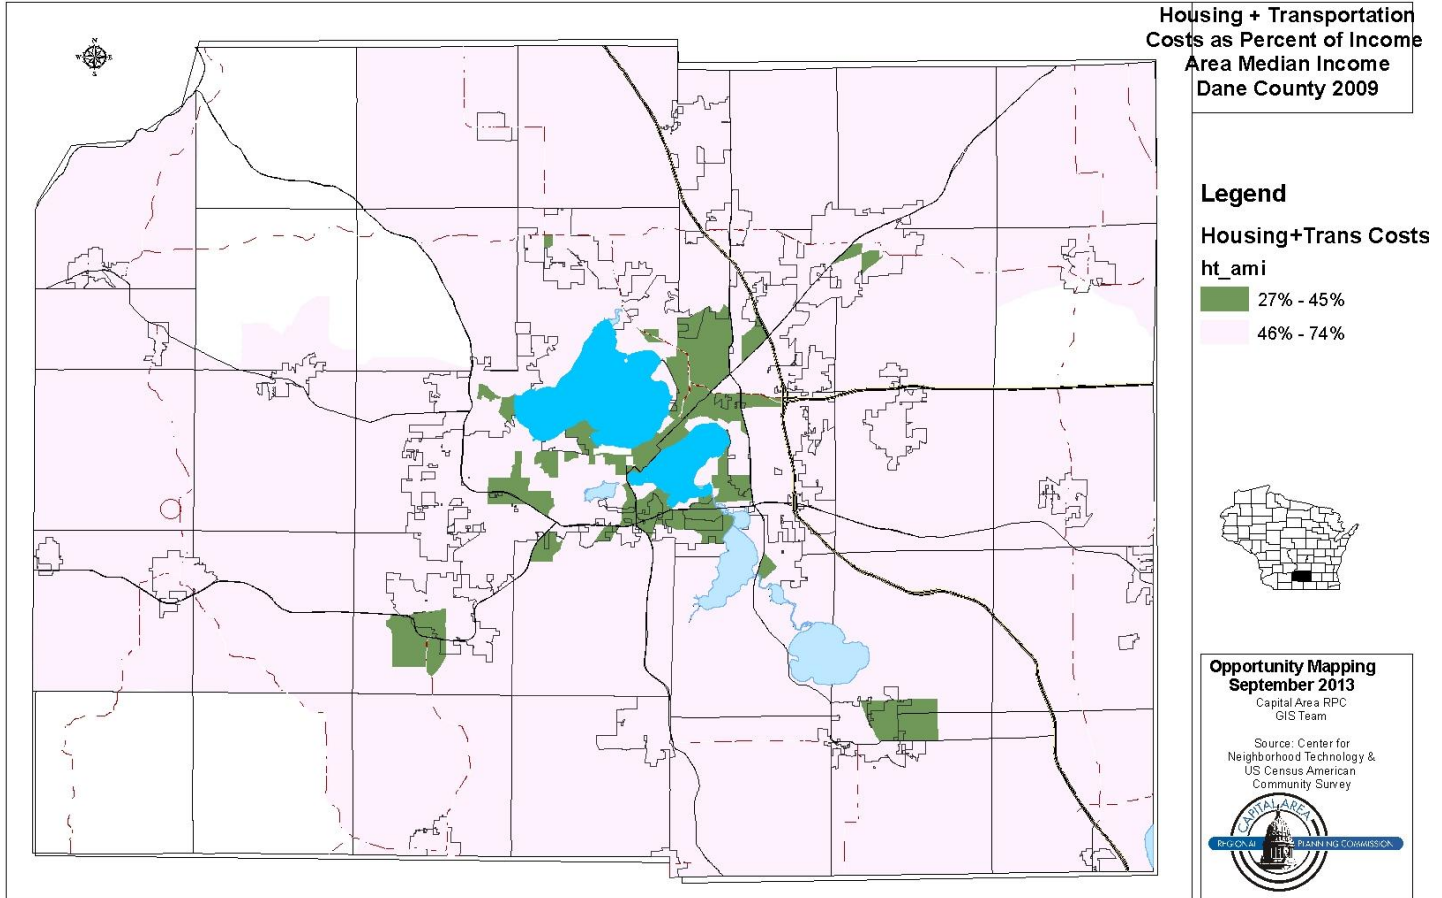 Housing + Transportation
Costs as Percent of Income
Area Median Income
Dane County 2009
N
W
E
S
Legend
Housing+Trans Costs
ht_ami
27% - 45%
46% - 74%
Opportunity Mapping
September 2013
Capital Area RPC
GIS Team
Source: Center for
Neighborhood Technology &
US Census American
Community Survey
CAPITAL AREA
REGIONAL PLANNING COMMISSION